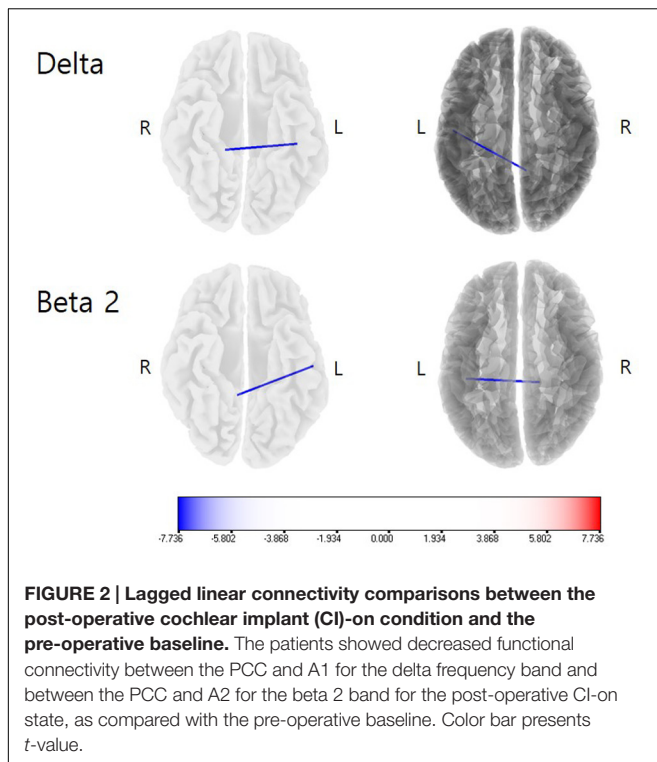 Delta
R
L
L
R
Beta 2
R
L
L
R
-7.736 -5.802 -3.868 -1.934 0.000 1.934 3.868 5.802 7.736
FIGURE 2 | Lagged linear connectivity comparisons between the
post-operative cochlear implant (CI)-on condition and the
pre-operative baseline. The patients showed decreased functional
connectivity between the PCC and A1 for the delta frequency band and
between the PCC and A2 for the beta 2 band for the post-operative CI-on
state, as compared with the pre-operative baseline. Color bar presents
t-value.